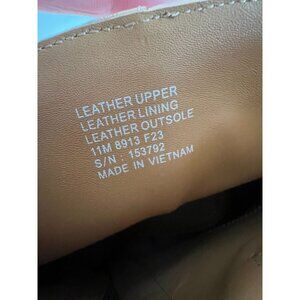 LEATHER UPPER
LEATHER LINING
LEATHER OUTSOLE
11M 8913 F23
S/N : 153792
MADE IN VIETNAM